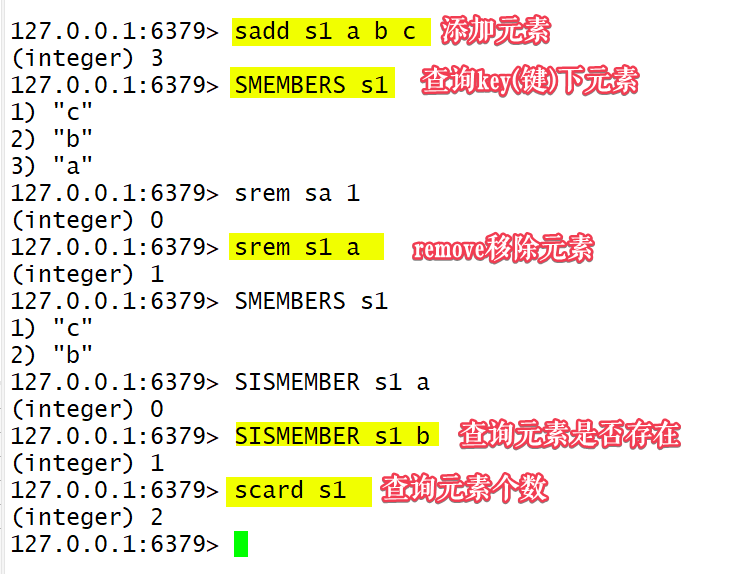 127.0.0.1:6379> sadd s1 a b c 添加元素
(integer) 3
127.0.0.1:6379> SMEMBERS s1 查询key(键)下元素
1) "c"
2) "b"
3) "a"
127.0.0.1:6379> srem sa 1
(integer) 0
127.0.0.1:6379> srem s1 a remove移除元素
(integer) 1
127.0.0.1:6379> SMEMBERS s1
1) "c"
2) "b"
127.0.0.1:6379> SISMEMBER s1 a
(integer) 0
127.0.0.1:6379> SISMEMBER s1 b 查询元素是否存在
(integer) 1
127.0.0.1:6379> scard s1 查询元素个数
(integer) 2
127.0.0.1:6379>